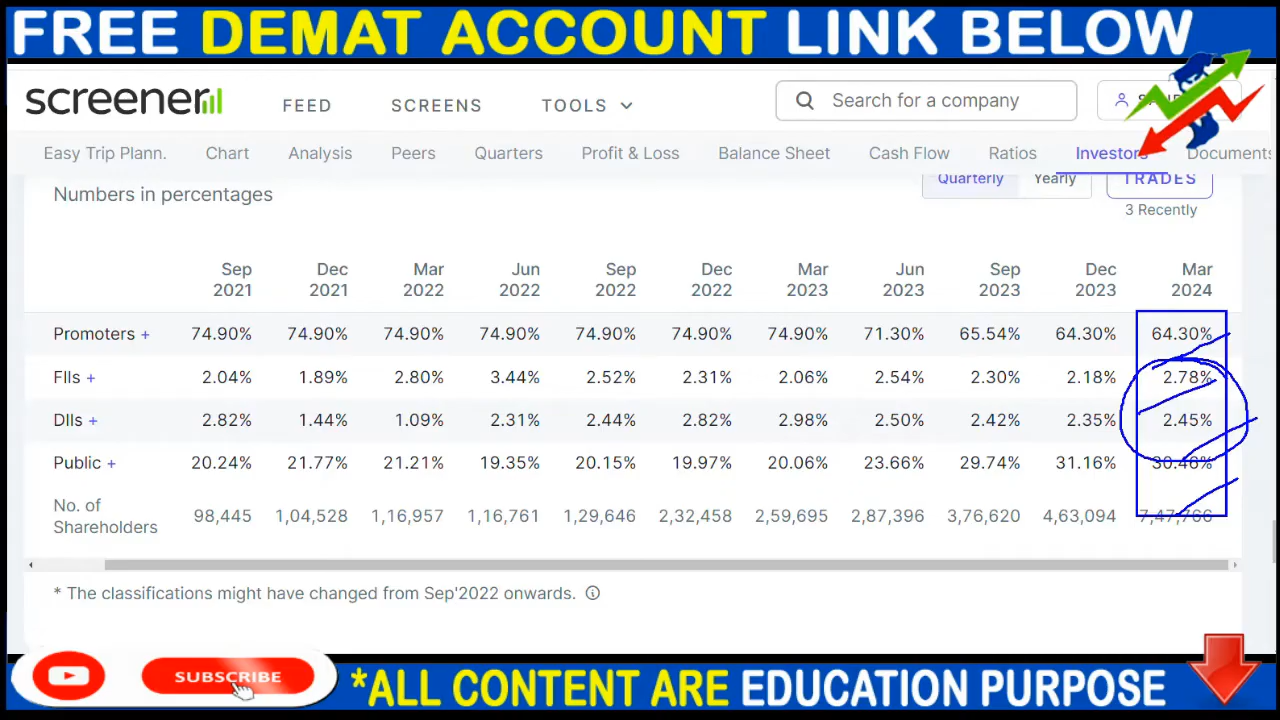 FREE DEMAT ACCOUNT LINK BELOW
screener FEED SCREENS TOOLS Search for a company
Easy Trip Plann. Chart Analysis Peers Quarters Profit & Loss Balance Sheet Cash Flow Ratios Investors Documents
Numbers in percentages Quarterly Yearly TRADES
3 Recently
Sep 2021 Dec 2021 Mar 2022 Jun 2022 Sep 2022 Dec 2022 Mar 2023 Jun 2023 Sep 2023 Dec 2023 Mar 2024
Promoters + 74.90% 74.90% 74.90% 74.90% 74.90% 74.90% 74.90% 71.30% 65.54% 64.30% 64.30%
FIIs + 2.04% 1.89% 2.80% 3.44% 2.52% 2.31% 2.06% 2.54% 2.30% 2.18% 2.78%
DIIs + 2.82% 1.44% 1.09% 2.31% 2.44% 2.82% 2.98% 2.50% 2.42% 2.35% 2.45%
Public + 20.24% 21.77% 21.21% 19.35% 20.15% 19.97% 20.06% 23.66% 29.74% 31.16% 30.46%
No. of Shareholders 98,445 1,04,528 1,16,957 1,16,761 1,29,646 2,32,458 2,59,695 2,87,396 3,76,620 4,63,094 7,47,766
* The classifications might have changed from Sep'2022 onwards.
SUBSCRIBE *ALL CONTENT ARE EDUCATION PURPOSE